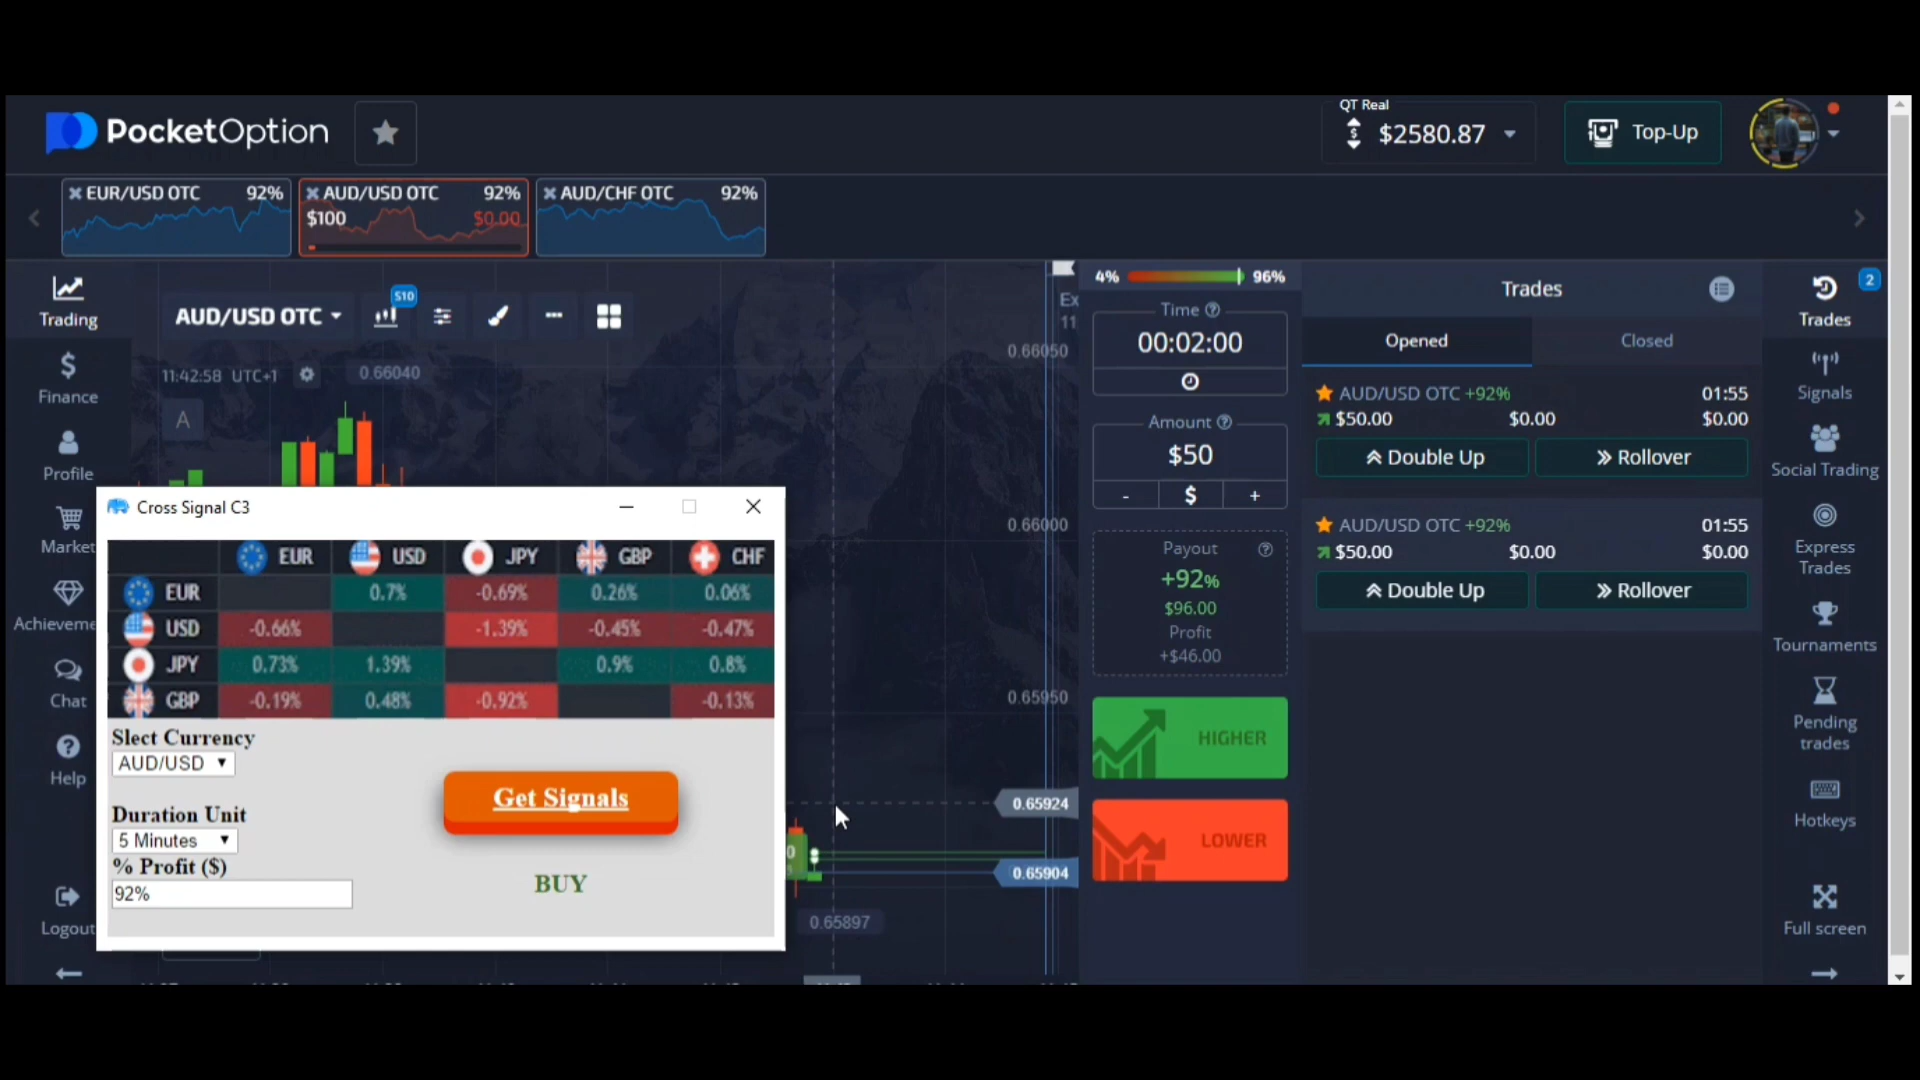 PocketOption
QT Real
$2580.87
Top-Up
EUR/USD OTC 92%
AUD/USD OTC 92%
$100 $0.00
AUD/CHF OTC 92%
Trading
Finance
Profile
Market
Achieveme
Chat
Help
Logout
AUD/USD OTC
S10
11:42:58 UTC+1
0.66040
A
Ex
11
0.66050
0.66000
0.65950
0.65924
0.65904
0.65897
4% 96%
Time
00:02:00
Amount
$50
- $ +
Payout
+92%
$96.00
Profit
+$46.00
HIGHER
LOWER
Trades
Opened Closed
AUD/USD OTC +92% 01:55
$50.00 $0.00 $0.00
Double Up Rollover
AUD/USD OTC +92% 01:55
$50.00 $0.00 $0.00
Double Up Rollover
2
Trades
Signals
Social Trading
Express
Trades
Tournaments
Pending
trades
Hotkeys
Full screen
Cross Signal C3
EUR USD JPY GBP CHF
EUR 0.7% -0.69% 0.26% 0.06%
USD -0.66% -1.39% -0.45% -0.47%
JPY 0.73% 1.39% 0.9% 0.8%
GBP -0.19% 0.48% -0.92% -0.13%
Slect Currency
AUD/USD
Duration Unit
5 Minutes
% Profit ($)
92%
Get Signals
BUY